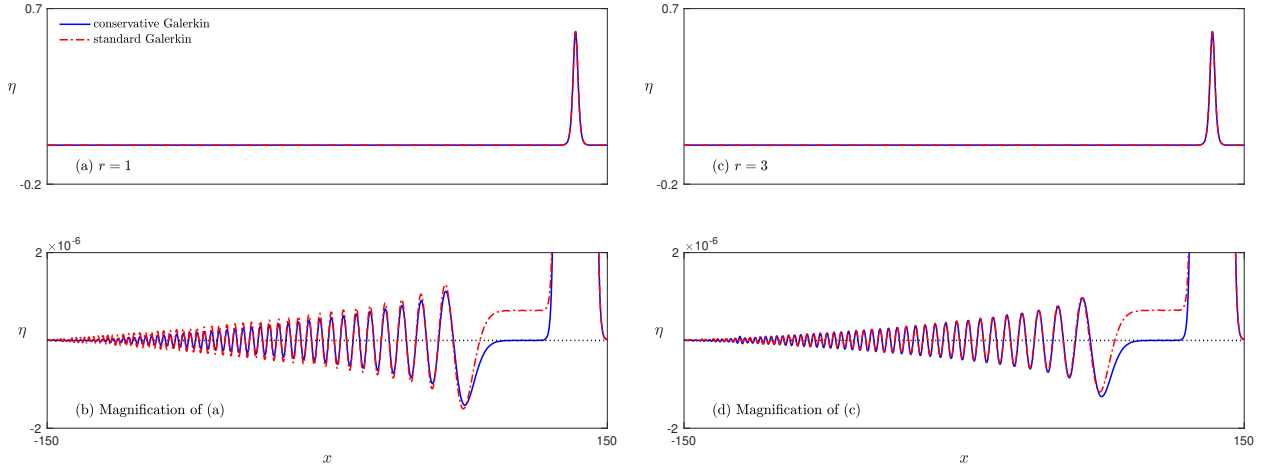 0.7
conservative Galerkin
standard Galerkin
η
(a) r = 1
-0.2
0.7
η
(c) r = 3
-0.2
×10⁻⁶
2
η
(b) Magnification of (a)
-2
-150
150
x
×10⁻⁶
2
η
(d) Magnification of (c)
-2
-150
150
x